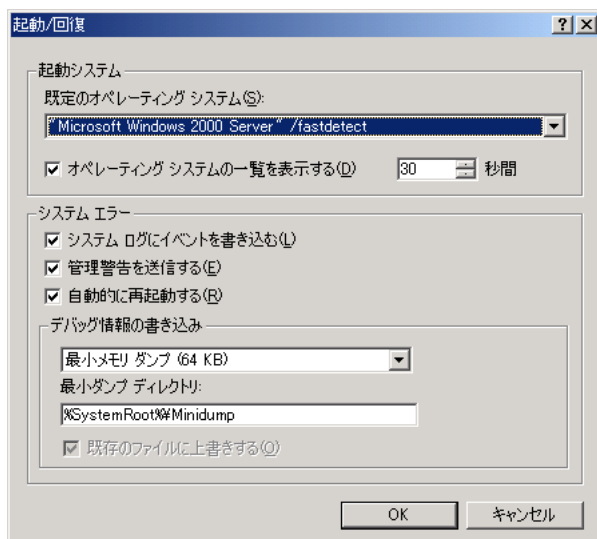 起動/回復
起動システム
既定のオペレーティング システム(S):
"Microsoft Windows 2000 Server" /fastdetect
オペレーティング システムの一覧を表示する(D) 30 秒間
システム エラー
システム ログにイベントを書き込む(L)
管理警告を送信する(E)
自動的に再起動する(R)
デバッグ情報の書き込み
最小メモリ ダンプ (64 KB)
最小ダンプ ディレクトリ:
%SystemRoot%¥Minidump
既存のファイルに上書きする(O)
OK キャンセル